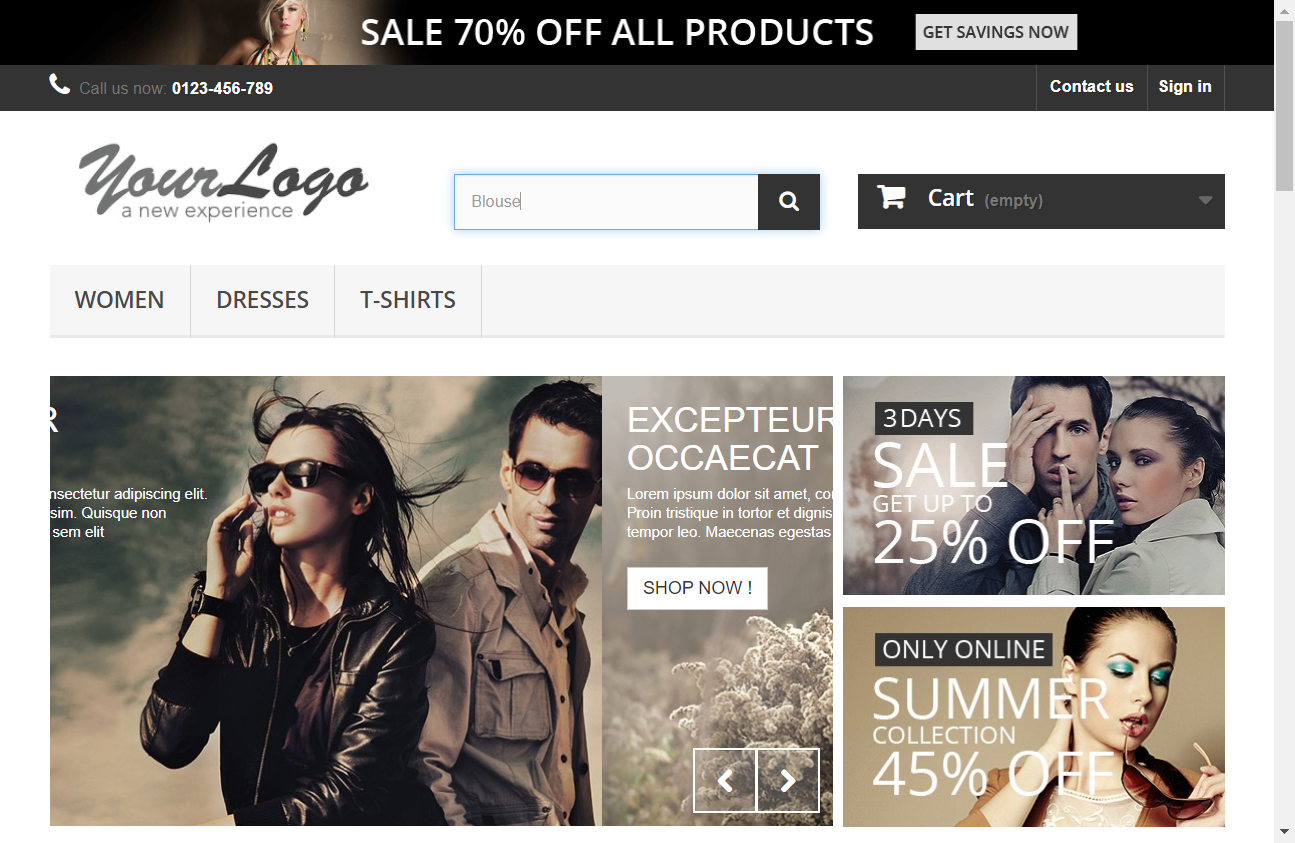 SALE 70% OFF ALL PRODUCTS
GET SAVINGS NOW
Call us now: 0123-456-789
Contact us
Sign in
YourLogo
a new experience
Blouse
Cart (empty)
WOMEN
DRESSES
T-SHIRTS
R
nsectetur adipiscing elit.
sim. Quisque non
sem elit
EXCEPTEUR
OCCAECAT
Lorem ipsum dolor sit amet, co
Proin tristique in tortor et dignis
tempor leo. Maecenas egestas
SHOP NOW !
3 DAYS
SALE
GET UP TO
25% OFF
ONLY ONLINE
SUMMER
COLLECTION
45% OFF